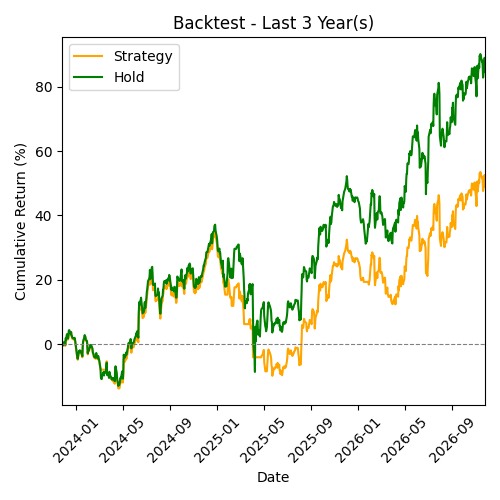 Backtest - Last 3 Year(s)
Strategy
Hold
Cumulative Return (%)
80
60
40
20
0
2024-01
2024-05
2024-09
2025-01
2025-05
2025-09
2026-01
2026-05
2026-09
Date